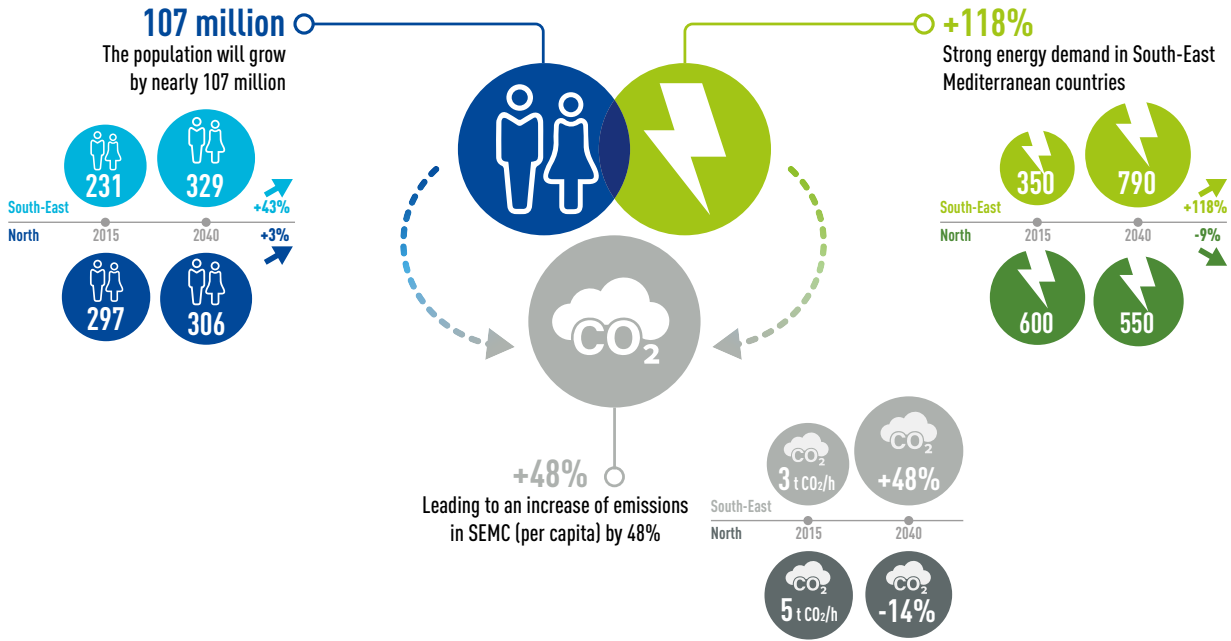 107 million
The population will grow
by nearly 107 million
231
329
South-East
+43%
North
2015
2040
+3%
297
306
+118%
Strong energy demand in South-East
Mediterranean countries
350
790
South-East
+118%
North
2015
2040
-9%
600
550
CO2
+48%
Leading to an increase of emissions
in SEMC (per capita) by 48%
CO2
3 t CO2/h
CO2
+48%
South-East
North
2015
2040
CO2
5 t CO2/h
CO2
-14%